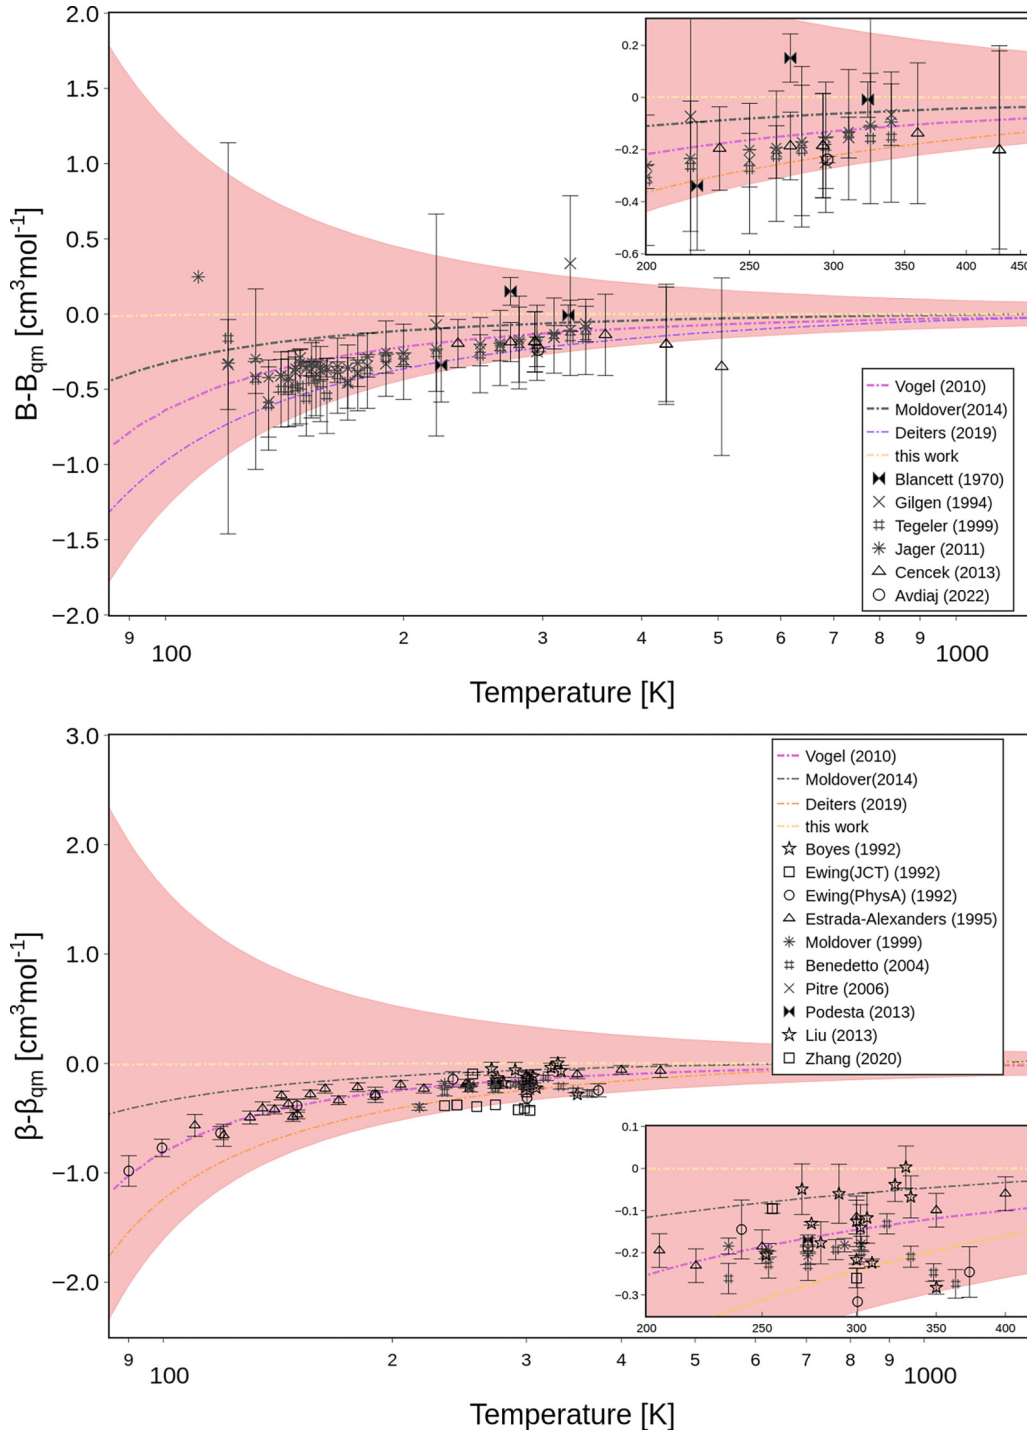 2.0
1.5
1.0
0.5
0.0
−0.5
−1.0
−1.5
−2.0
B-Bqm [cm³mol⁻¹]
0.2
0
−0.2
−0.4
−0.6
200 250 300 350 400 450
Vogel (2010)
Moldover(2014)
Deiters (2019)
this work
Blancett (1970)
Gilgen (1994)
Tegeler (1999)
Jager (2011)
Cencek (2013)
Avdiaj (2022)
9 100 2 3 4 5 6 7 8 9 1000
Temperature [K]
3.0
2.0
1.0
0.0
−1.0
−2.0
β-βqm [cm³mol⁻¹]
Vogel (2010)
Moldover(2014)
Deiters (2019)
this work
Boyes (1992)
Ewing(JCT) (1992)
Ewing(PhysA) (1992)
Estrada-Alexanders (1995)
Moldover (1999)
Benedetto (2004)
Pitre (2006)
Podesta (2013)
Liu (2013)
Zhang (2020)
0.1
0
−0.1
−0.2
−0.3
200 250 300 350 400
9 100 2 3 4 5 6 7 8 9 1000
Temperature [K]